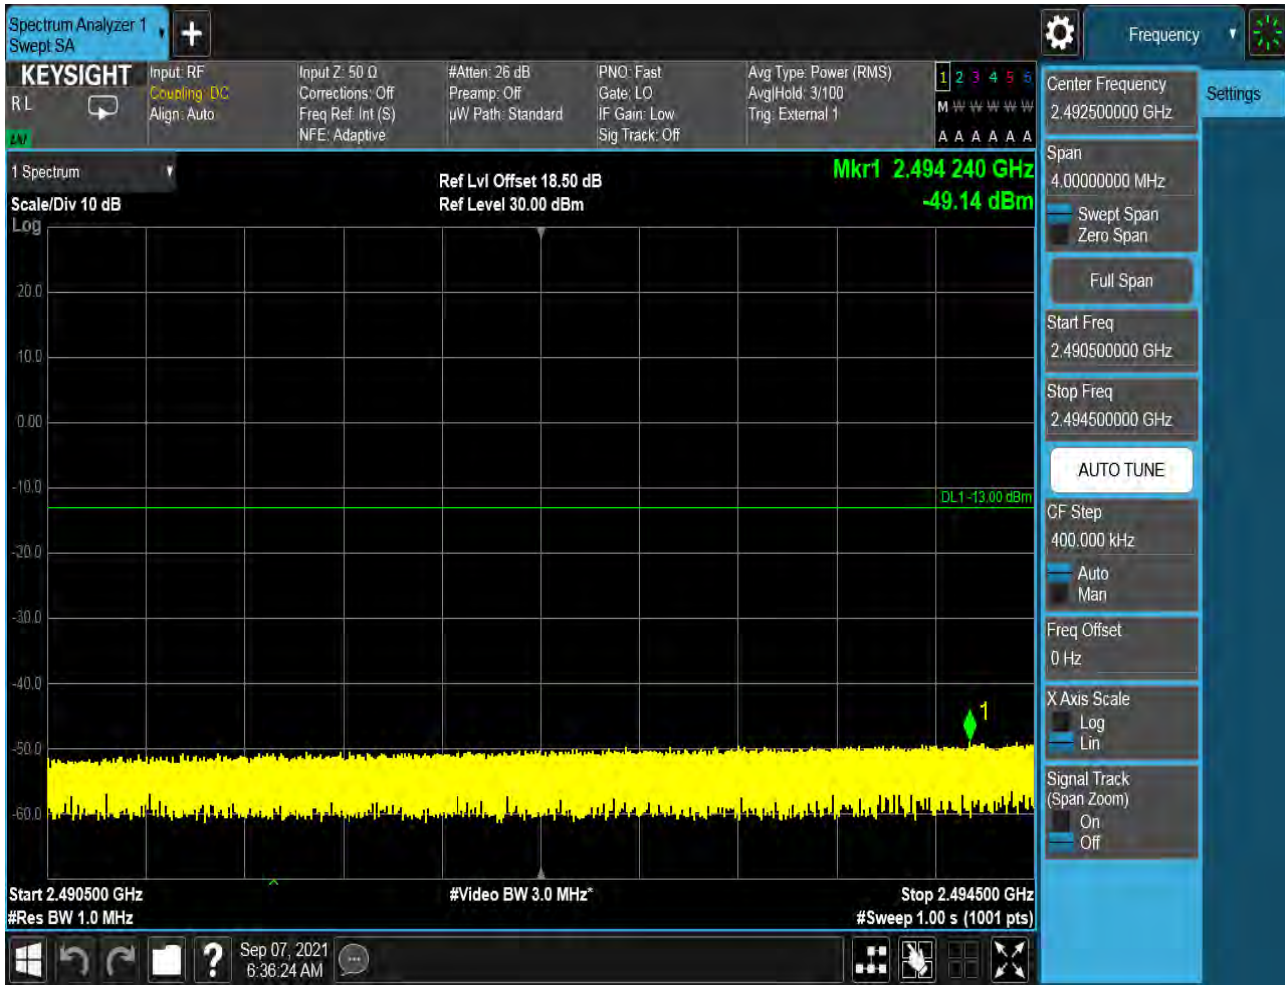 Spectrum Analyzer 1
Swept SA
Frequency
KEYSIGHT
R L
Input: RF
Coupling: DC
Align: Auto
Input Z: 50 Ω
Corrections: Off
Freq Ref: Int (S)
NFE: Adaptive
#Atten: 26 dB
Preamp: Off
µW Path: Standard
PNO: Fast
Gate: LO
IF Gain: Low
Sig Track: Off
Avg Type: Power (RMS)
Avg|Hold: 3/100
Trig: External 1
1 2 3 4 5 6
M W W W W W
A A A A A A
1 Spectrum
Scale/Div 10 dB
Log
Ref Lvl Offset 18.50 dB
Ref Level 30.00 dBm
Mkr1 2.494 240 GHz
-49.14 dBm
20.0
10.0
0.00
-10.0
DL1 -13.00 dBm
-20.0
-30.0
-40.0
1
-50.0
-60.0
Start 2.490500 GHz
#Res BW 1.0 MHz
#Video BW 3.0 MHz*
Stop 2.494500 GHz
#Sweep 1.00 s (1001 pts)
Sep 07, 2021
6:36:24 AM
Center Frequency
2.492500000 GHz
Settings
Span
4.00000000 MHz
Swept Span
Zero Span
Full Span
Start Freq
2.490500000 GHz
Stop Freq
2.494500000 GHz
AUTO TUNE
CF Step
400.000 kHz
Auto
Man
Freq Offset
0 Hz
X Axis Scale
Log
Lin
Signal Track
(Span Zoom)
On
Off